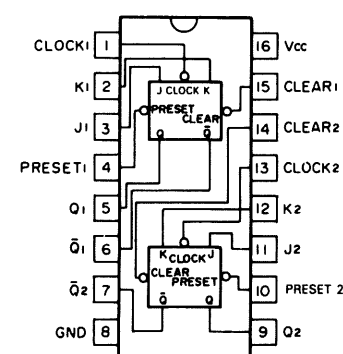 CLOCK1 1 16 Vcc
K1 2 15 CLEAR1
J CLOCK K
PRESET
CLEAR
J1 3 14 CLEAR2
Q Q̄
PRESET1 4 13 CLOCK2
Q1 5 12 K2
Q̄1 6 11 J2
K CLOCK J
CLEAR
PRESET
Q̄2 7 10 PRESET 2
Q̄ Q
GND 8 9 Q2